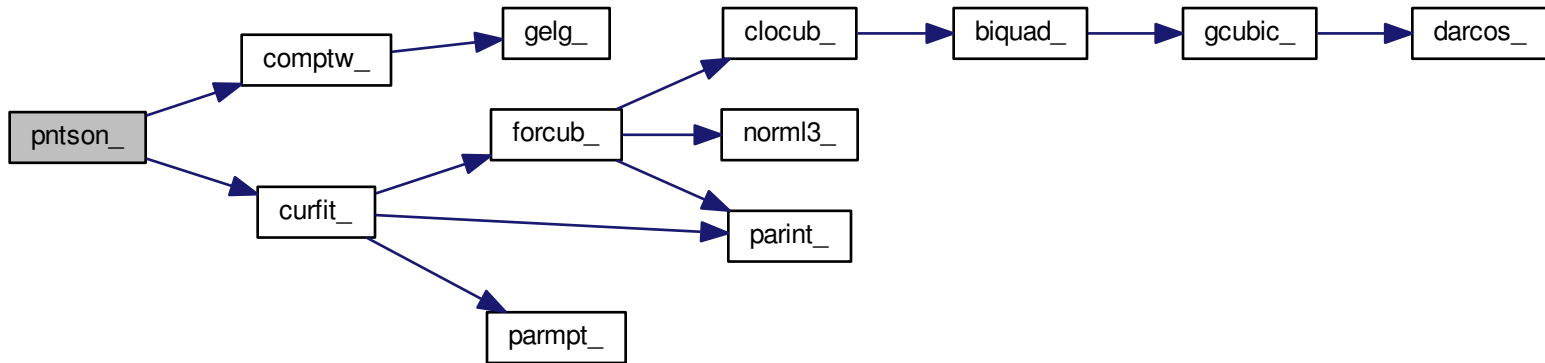 pntson_
comptw_
gelg_
curfit_
forcub_
clocub_
biquad_
gcubic_
darcos_
norml3_
parint_
parmpt_